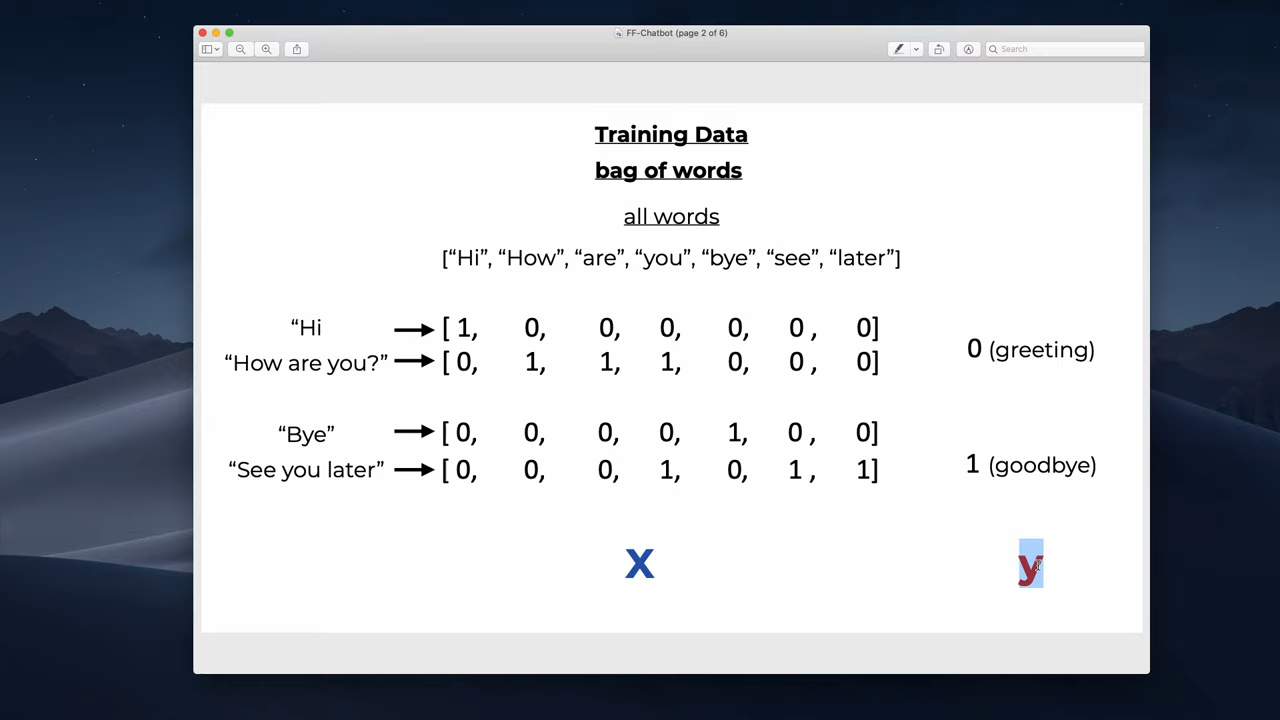 FF-Chatbot (page 2 of 6)
Search
Training Data
bag of words
all words
[“Hi”, “How”, “are”, “you”, “bye”, “see”, “later”]
“Hi [ 1, 0, 0, 0, 0, 0 , 0]
“How are you?” [ 0, 1, 1, 1, 0, 0 , 0]
0 (greeting)
“Bye” [ 0, 0, 0, 0, 1, 0 , 0]
“See you later” [ 0, 0, 0, 1, 0, 1 , 1]
1 (goodbye)
X y